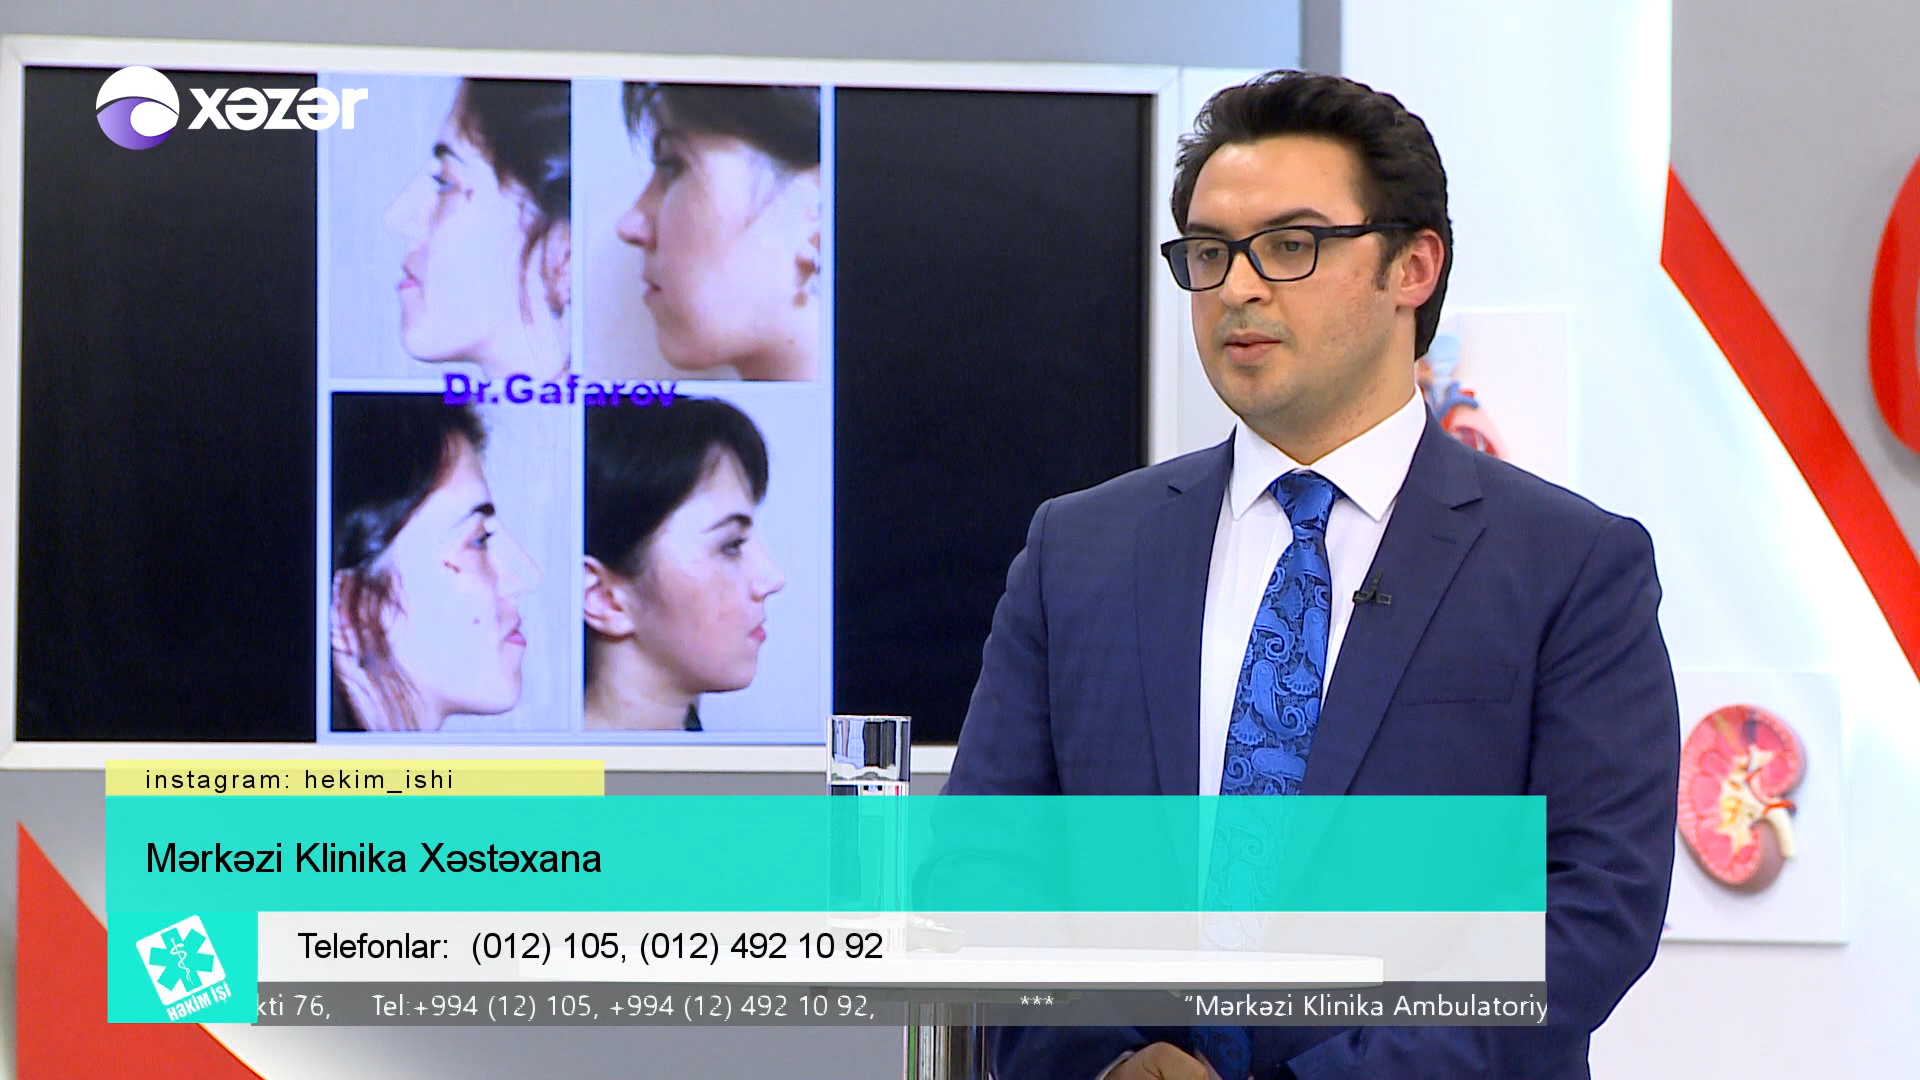 xəzər
Dr.Gafarov
instagram: hekim_ishi
Mərkəzi Klinika Xəstəxana
Telefonlar: (012) 105, (012) 492 10 92
HƏKİM İŞİ
kti 76, Tel:+994 (12) 105, +994 (12) 492 10 92, *** “Mərkəzi Klinika Ambulatoriy